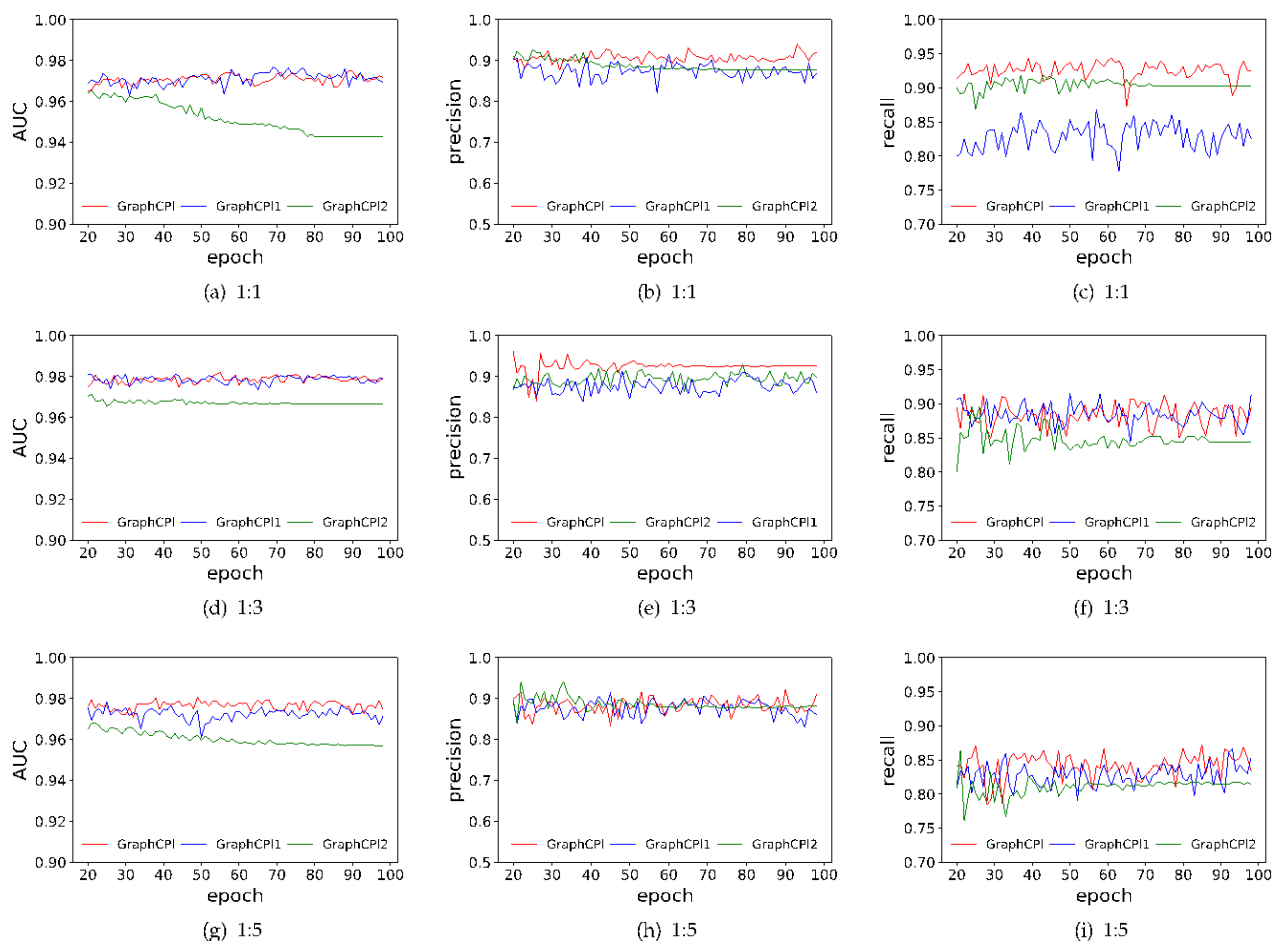 1.00
0.98
0.96
0.94
0.92
0.90
AUC
GraphCPI GraphCPI1 GraphCPI2
20 30 40 50 60 70 80 90 100
epoch
(a) 1:1
1.0
0.9
0.8
0.7
0.6
0.5
precision
GraphCPI GraphCPI1 GraphCPI2
20 30 40 50 60 70 80 90 100
epoch
(b) 1:1
1.00
0.95
0.90
0.85
0.80
0.75
0.70
recall
GraphCPI GraphCPI1 GraphCPI2
20 30 40 50 60 70 80 90 100
epoch
(c) 1:1
1.00
0.98
0.96
0.94
0.92
0.90
AUC
GraphCPI GraphCPI1 GraphCPI2
20 30 40 50 60 70 80 90 100
epoch
(d) 1:3
1.0
0.9
0.8
0.7
0.6
0.5
precision
GraphCPI GraphCPI2 GraphCPI1
20 30 40 50 60 70 80 90 100
epoch
(e) 1:3
1.00
0.95
0.90
0.85
0.80
0.75
0.70
recall
GraphCPI GraphCPI1 GraphCPI2
20 30 40 50 60 70 80 90 100
epoch
(f) 1:3
1.00
0.98
0.96
0.94
0.92
0.90
AUC
GraphCPI GraphCPI1 GraphCPI2
20 30 40 50 60 70 80 90 100
epoch
(g) 1:5
1.0
0.9
0.8
0.7
0.6
0.5
precision
GraphCPI GraphCPI1 GraphCPI2
20 30 40 50 60 70 80 90 100
epoch
(h) 1:5
1.00
0.95
0.90
0.85
0.80
0.75
0.70
recall
GraphCPI GraphCPI1 GraphCPI2
20 30 40 50 60 70 80 90 100
epoch
(i) 1:5